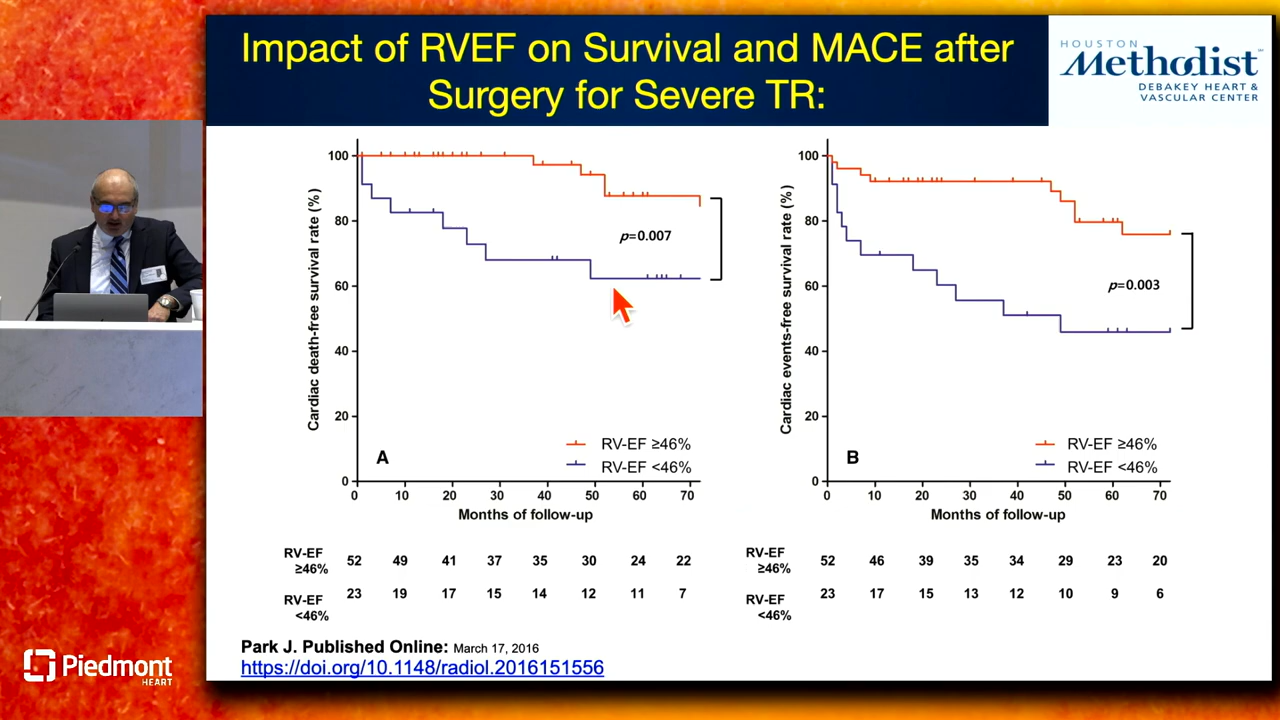 Impact of RVEF on Survival and MACE after
Surgery for Severe TR:
HOUSTON
Methodist
DEBAKEY HEART &
VASCULAR CENTER
Cardiac death-free survival rate (%)
100
80
60
40
20
0
p=0.007
A
RV-EF ≥46%
RV-EF <46%
0 10 20 30 40 50 60 70
Months of follow-up
Cardiac events-free survival rate (%)
100
80
60
40
20
0
p=0.003
B
RV-EF ≥46%
RV-EF <46%
0 10 20 30 40 50 60 70
Months of follow-up
RV-EF
≥46%
52 49 41 37 35 30 24 22
RV-EF
<46%
23 19 17 15 14 12 11 7
RV-EF
≥46%
52 46 39 35 34 29 23 20
RV-EF
<46%
23 17 15 13 12 10 9 6
Park J. Published Online: March 17, 2016
https://doi.org/10.1148/radiol.2016151556
Piedmont
HEART